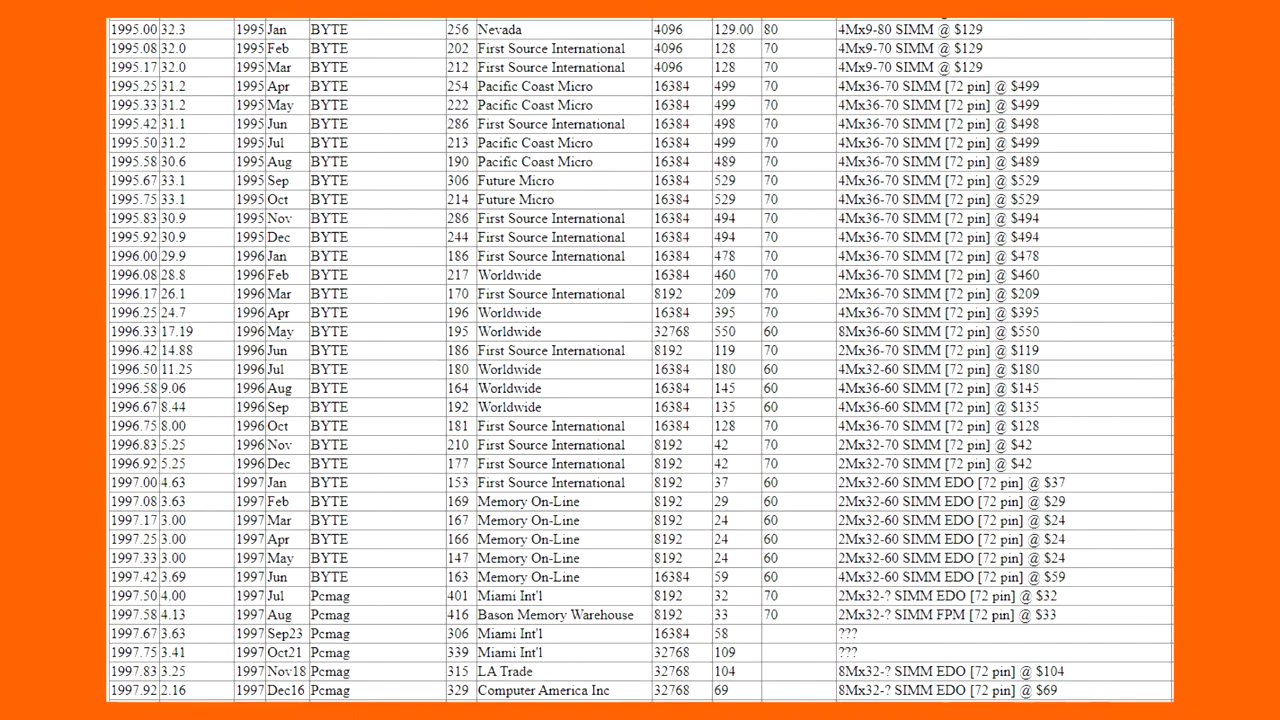 1995.00 32.3 1995 Jan BYTE 256 Nevada 4096 129.00 80 4Mx9-80 SIMM @ $129
1995.08 32.0 1995 Feb BYTE 202 First Source International 4096 128 70 4Mx9-70 SIMM @ $129
1995.17 32.0 1995 Mar BYTE 212 First Source International 4096 128 70 4Mx9-70 SIMM @ $129
1995.25 31.2 1995 Apr BYTE 254 Pacific Coast Micro 16384 499 70 4Mx36-70 SIMM [72 pin] @ $499
1995.33 31.2 1995 May BYTE 222 Pacific Coast Micro 16384 499 70 4Mx36-70 SIMM [72 pin] @ $499
1995.42 31.1 1995 Jun BYTE 286 First Source International 16384 498 70 4Mx36-70 SIMM [72 pin] @ $498
1995.50 31.2 1995 Jul BYTE 213 Pacific Coast Micro 16384 499 70 4Mx36-70 SIMM [72 pin] @ $499
1995.58 30.6 1995 Aug BYTE 190 Pacific Coast Micro 16384 489 70 4Mx36-70 SIMM [72 pin] @ $489
1995.67 33.1 1995 Sep BYTE 306 Future Micro 16384 529 70 4Mx36-70 SIMM [72 pin] @ $529
1995.75 33.1 1995 Oct BYTE 214 Future Micro 16384 529 70 4Mx36-70 SIMM [72 pin] @ $529
1995.83 30.9 1995 Nov BYTE 286 First Source International 16384 494 70 4Mx36-70 SIMM [72 pin] @ $494
1995.92 30.9 1995 Dec BYTE 244 First Source International 16384 494 70 4Mx36-70 SIMM [72 pin] @ $494
1996.00 29.9 1996 Jan BYTE 186 First Source International 16384 478 70 4Mx36-70 SIMM [72 pin] @ $478
1996.08 28.8 1996 Feb BYTE 217 Worldwide 16384 460 70 4Mx36-70 SIMM [72 pin] @ $460
1996.17 26.1 1996 Mar BYTE 170 First Source International 8192 209 70 2Mx36-70 SIMM [72 pin] @ $209
1996.25 24.7 1996 Apr BYTE 196 Worldwide 16384 395 70 4Mx36-70 SIMM [72 pin] @ $395
1996.33 17.19 1996 May BYTE 195 Worldwide 32768 550 60 8Mx36-60 SIMM [72 pin] @ $550
1996.42 14.88 1996 Jun BYTE 186 First Source International 8192 119 70 2Mx36-70 SIMM [72 pin] @ $119
1996.50 11.25 1996 Jul BYTE 180 Worldwide 16384 180 60 4Mx36-60 SIMM [72 pin] @ $180
1996.58 9.06 1996 Aug BYTE 164 Worldwide 16384 145 60 4Mx36-60 SIMM [72 pin] @ $145
1996.67 8.44 1996 Sep BYTE 192 Worldwide 16384 135 60 4Mx36-60 SIMM [72 pin] @ $135
1996.75 8.00 1996 Oct BYTE 181 First Source International 16384 128 70 4Mx36-70 SIMM [72 pin] @ $128
1996.83 5.25 1996 Nov BYTE 210 First Source International 8192 42 70 2Mx32-70 SIMM [72 pin] @ $42
1996.92 5.25 1996 Dec BYTE 177 First Source International 8192 42 70 2Mx32-70 SIMM [72 pin] @ $42
1997.00 4.63 1997 Jan BYTE 153 First Source International 8192 37 60 2Mx32-60 SIMM EDO [72 pin] @ $37
1997.08 3.63 1997 Feb BYTE 169 Memory On-Line 8192 29 60 2Mx32-60 SIMM EDO [72 pin] @ $29
1997.17 3.00 1997 Mar BYTE 167 Memory On-Line 8192 24 60 2Mx32-60 SIMM EDO [72 pin] @ $24
1997.25 3.00 1997 Apr BYTE 166 Memory On-Line 8192 24 60 2Mx32-60 SIMM EDO [72 pin] @ $24
1997.33 3.00 1997 May BYTE 147 Memory On-Line 8192 24 60 2Mx32-60 SIMM EDO [72 pin] @ $24
1997.42 3.69 1997 Jun BYTE 163 Memory On-Line 16384 59 60 4Mx32-60 SIMM EDO [72 pin] @ $59
1997.50 4.00 1997 Jul Pcmag 401 Miami Int'l 8192 32 70 2Mx32-? SIMM EDO [72 pin] @ $32
1997.58 4.13 1997 Aug Pcmag 416 Bason Memory Warehouse 8192 33 70 2Mx32-? SIMM FPM [72 pin] @ $33
1997.67 3.63 1997 Sep23 Pcmag 306 Miami Int'l 16384 58 ???
1997.75 3.41 1997 Oct21 Pcmag 339 Miami Int'l 32768 109 ???
1997.83 3.25 1997 Nov18 Pcmag 315 LA Trade 32768 104 8Mx32-? SIMM EDO [72 pin] @ $104
1997.92 2.16 1997 Dec16 Pcmag 329 Computer America Inc 32768 69 8Mx32-? SIMM EDO [72 pin] @ $69